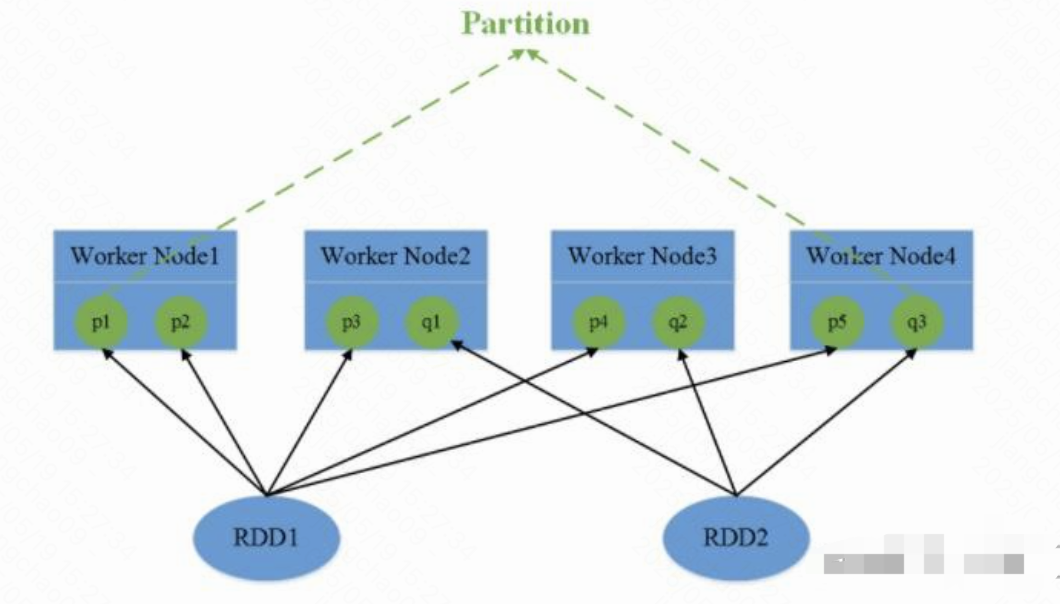 Partition
Worker Node1
Worker Node2
Worker Node3
Worker Node4
p1
p2
p3
q1
p4
q2
p5
q3
RDD1
RDD2